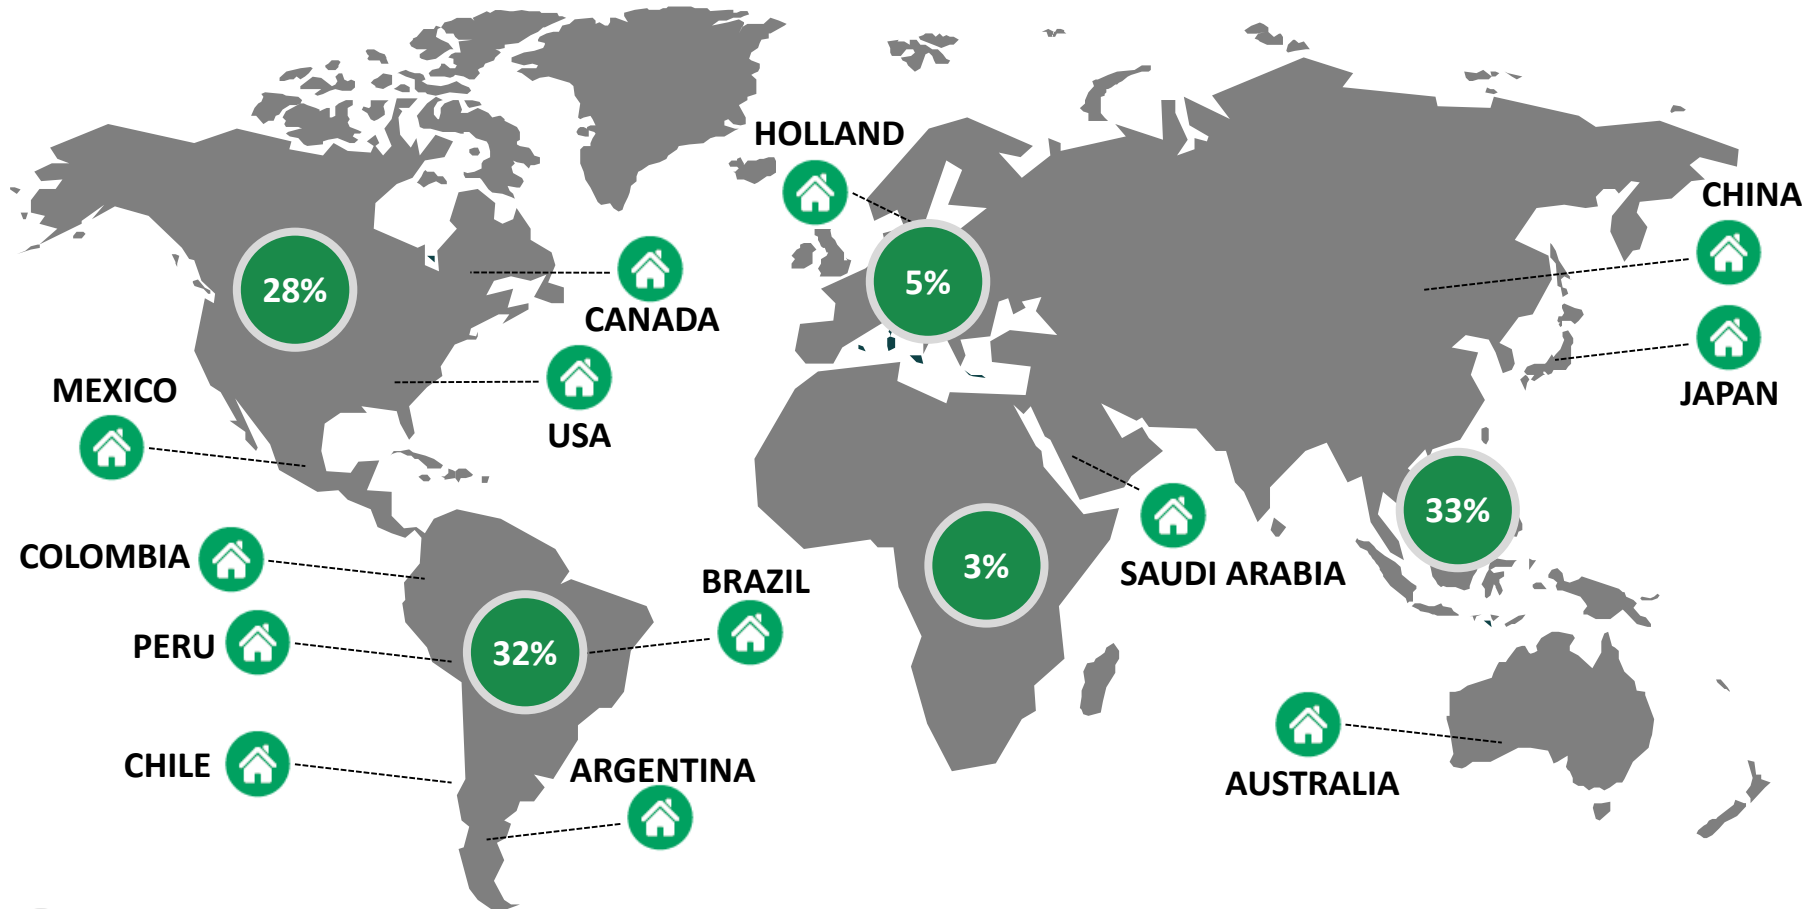 HOLLAND
CHINA
28%
5%
CANADA
JAPAN
MEXICO
USA
33%
COLOMBIA
3%
SAUDI ARABIA
BRAZIL
PERU
32%
CHILE
ARGENTINA
AUSTRALIA